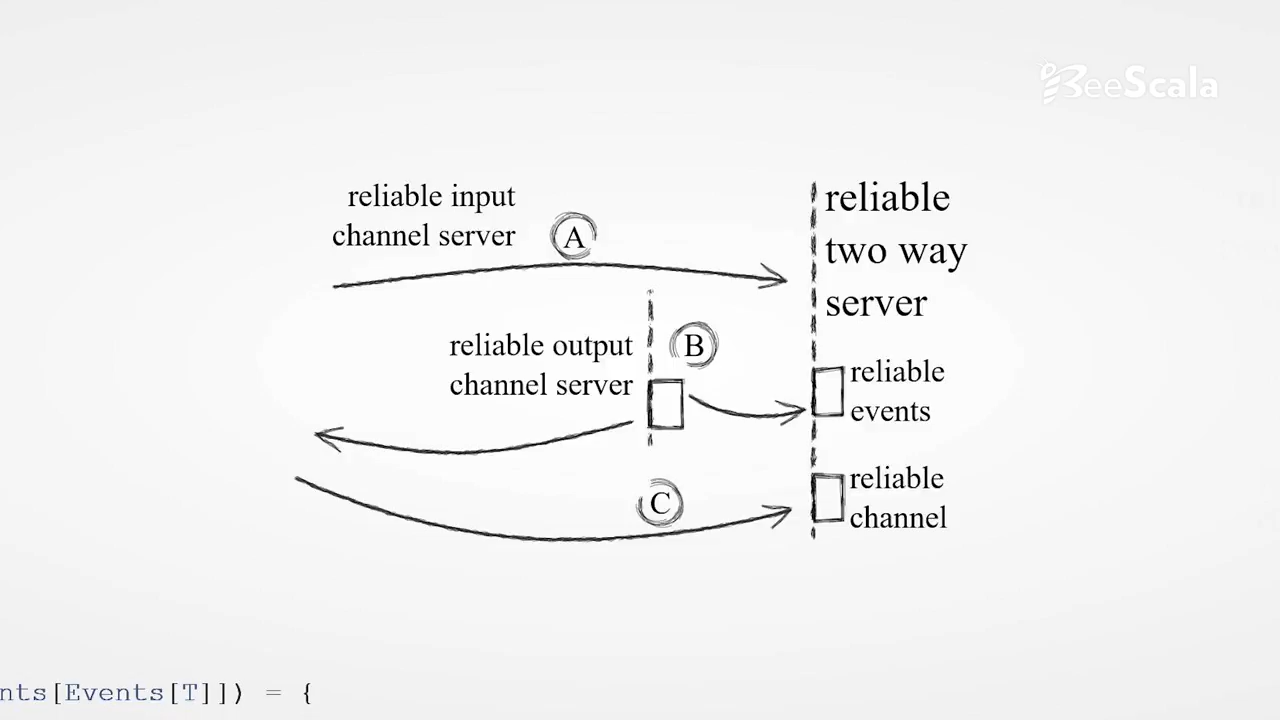 BeeScala
reliable input
channel server
A
reliable
two way
server
reliable output
channel server
B
reliable
events
C
reliable
channel
nts[Events[T]]) = {